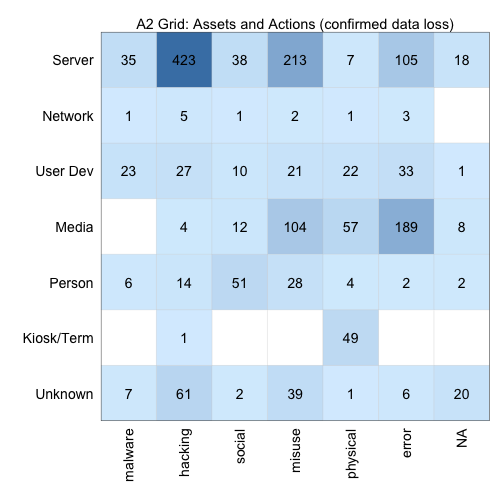 A2 Grid: Assets and Actions (confirmed data loss)
Server 35 423 38 213 7 105 18
Network 1 5 1 2 1 3
User Dev 23 27 10 21 22 33 1
Media 4 12 104 57 189 8
Person 6 14 51 28 4 2 2
Kiosk/Term 1 49
Unknown 7 61 2 39 1 6 20
malware hacking social misuse physical error NA